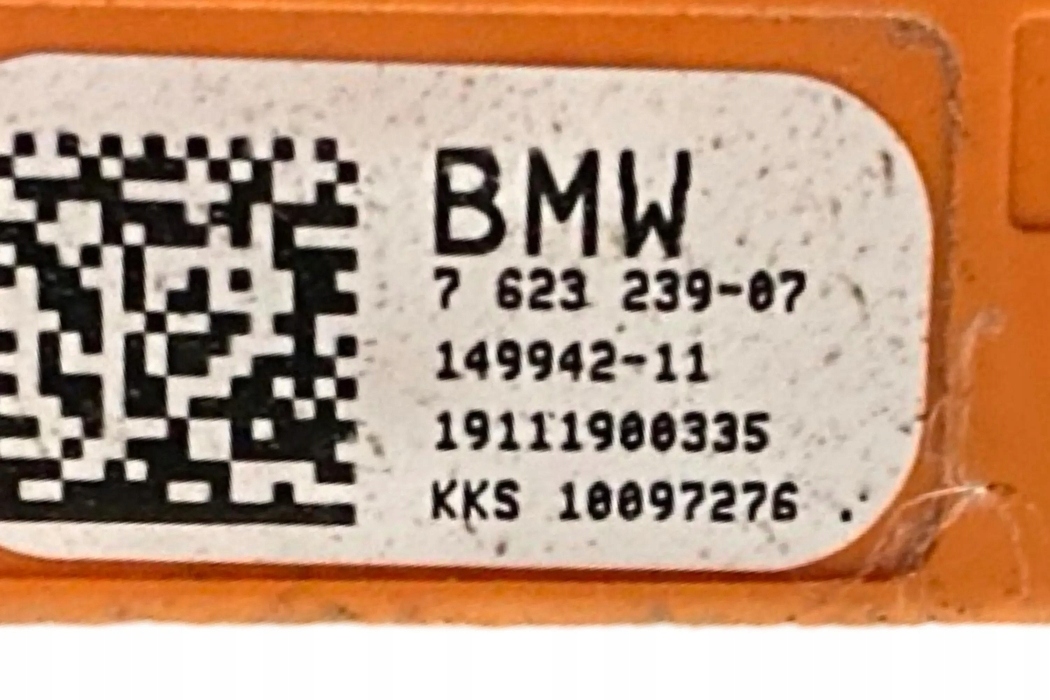 BMW
7 623 239-07
149942-11
19111900335
KKS 10097276 .